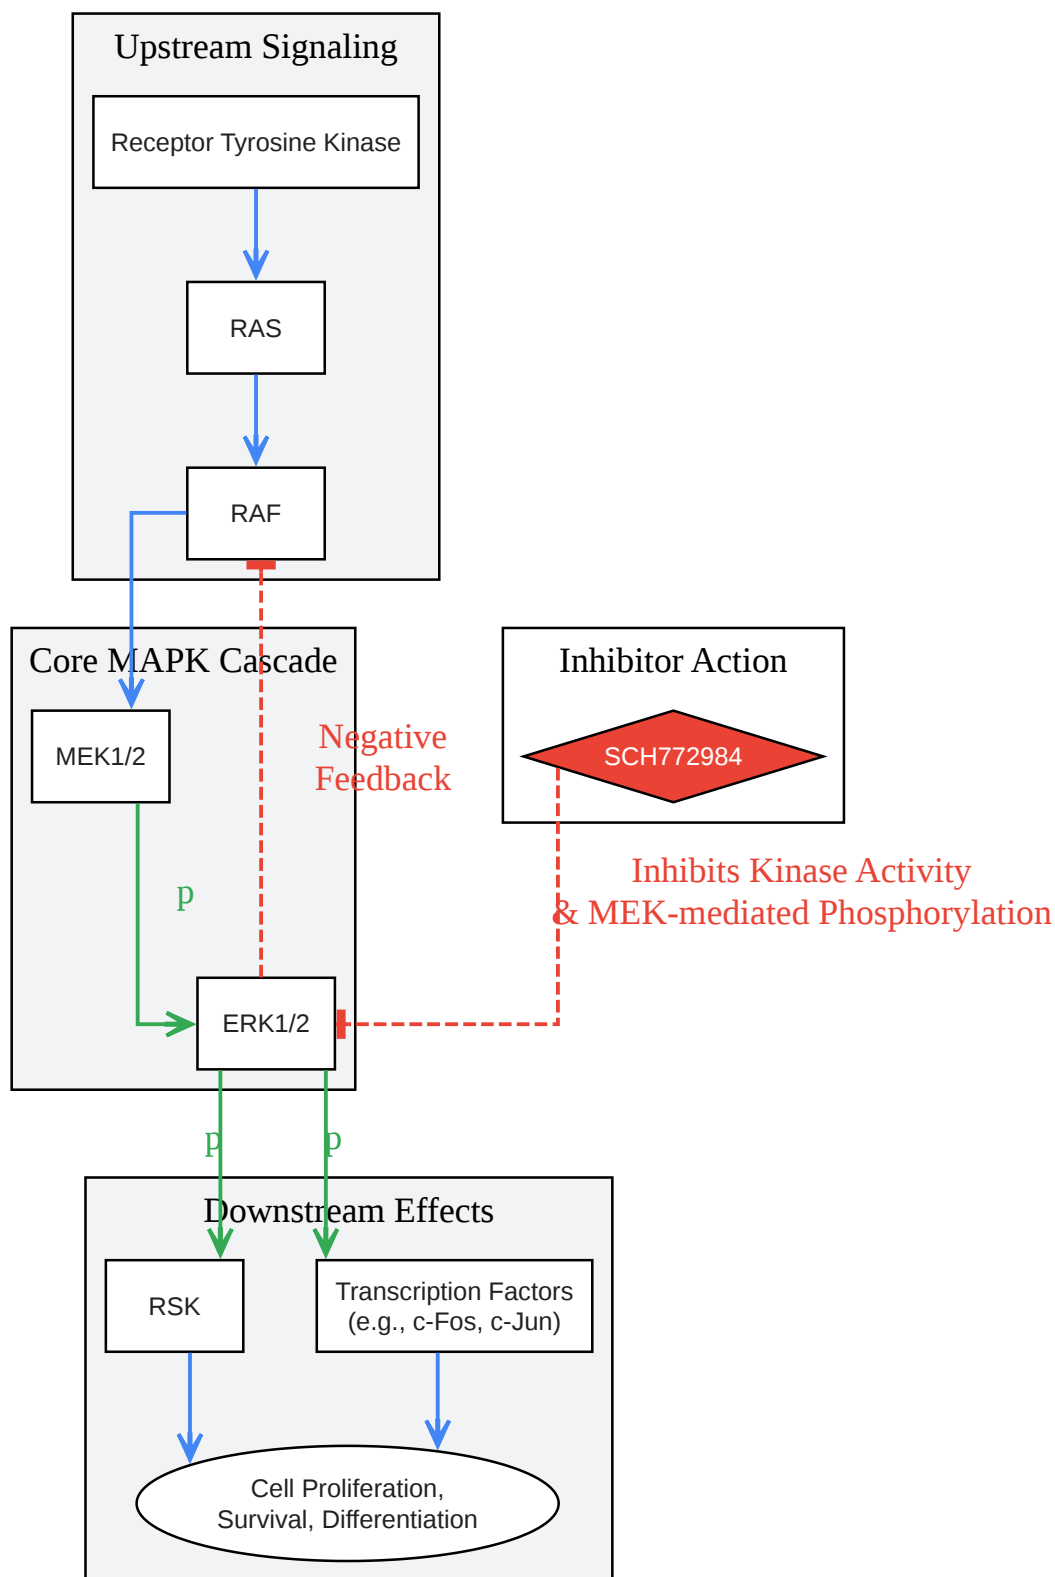 Upstream Signaling
Receptor Tyrosine Kinase
RAS
RAF
Core MAPK Cascade
Inhibitor Action
MEK1/2
Negative
Feedback
SCH772984
p
Inhibits Kinase Activity
& MEK-mediated Phosphorylation
ERK1/2
p
p
Downstream Effects
RSK
Transcription Factors
(e.g., c-Fos, c-Jun)
Cell Proliferation,
Survival, Differentiation